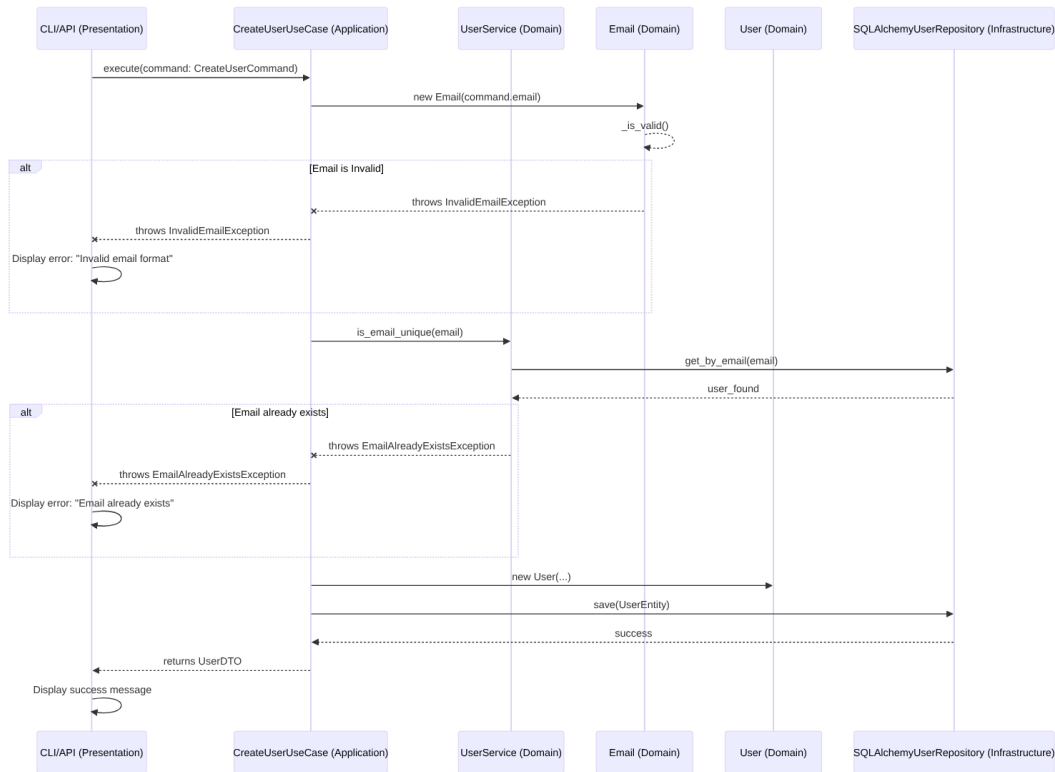 CLI/API (Presentation)
CreateUserUseCase (Application)
UserService (Domain)
Email (Domain)
User (Domain)
SQLAlchemyUserRepository (Infrastructure)
execute(command: CreateUserCommand)
new Email(command.email)
_is_valid()
alt
[Email is Invalid]
throws InvalidEmailException
throws InvalidEmailException
Display error: "Invalid email format"
is_email_unique(email)
get_by_email(email)
user_found
alt
[Email already exists]
throws EmailAlreadyExistsException
throws EmailAlreadyExistsException
Display error: "Email already exists"
new User(...)
save(UserEntity)
success
returns UserDTO
Display success message
CLI/API (Presentation)
CreateUserUseCase (Application)
UserService (Domain)
Email (Domain)
User (Domain)
SQLAlchemyUserRepository (Infrastructure)